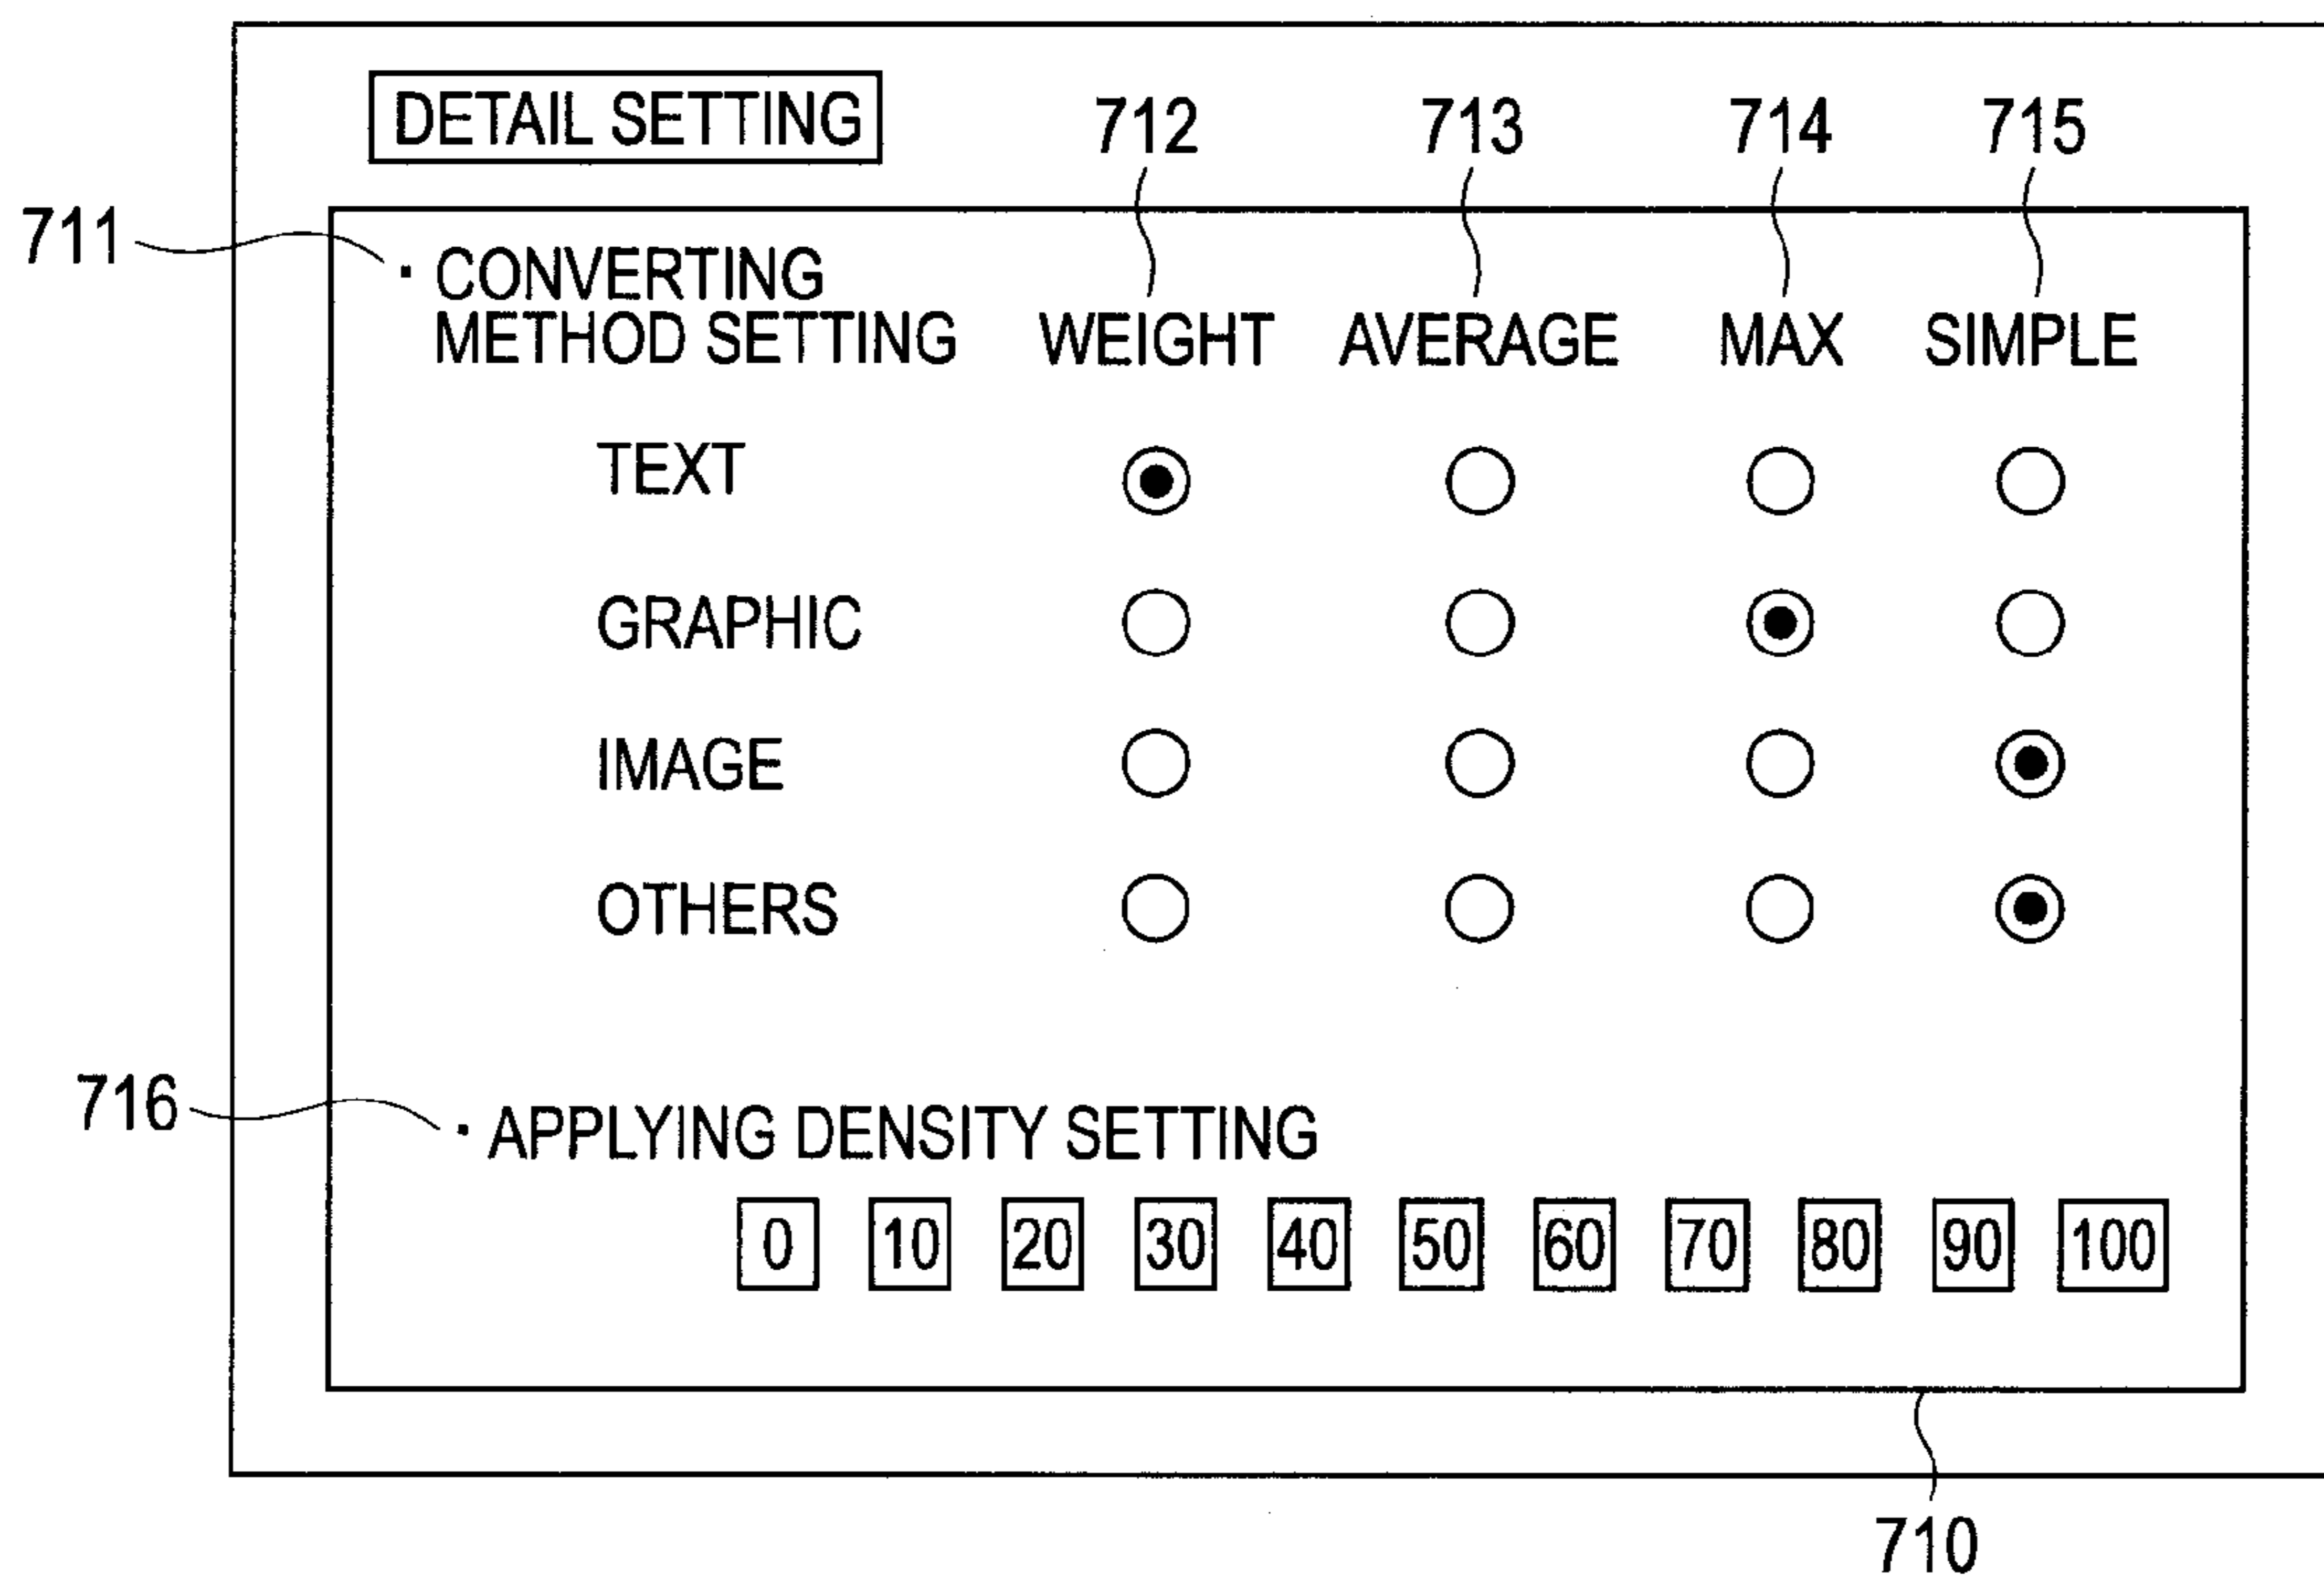 DETAIL SETTING
712 713 714 715
711
· CONVERTING
METHOD SETTING WEIGHT AVERAGE MAX SIMPLE
TEXT
GRAPHIC
IMAGE
OTHERS
716
· APPLYING DENSITY SETTING
0 10 20 30 40 50 60 70 80 90 100
710